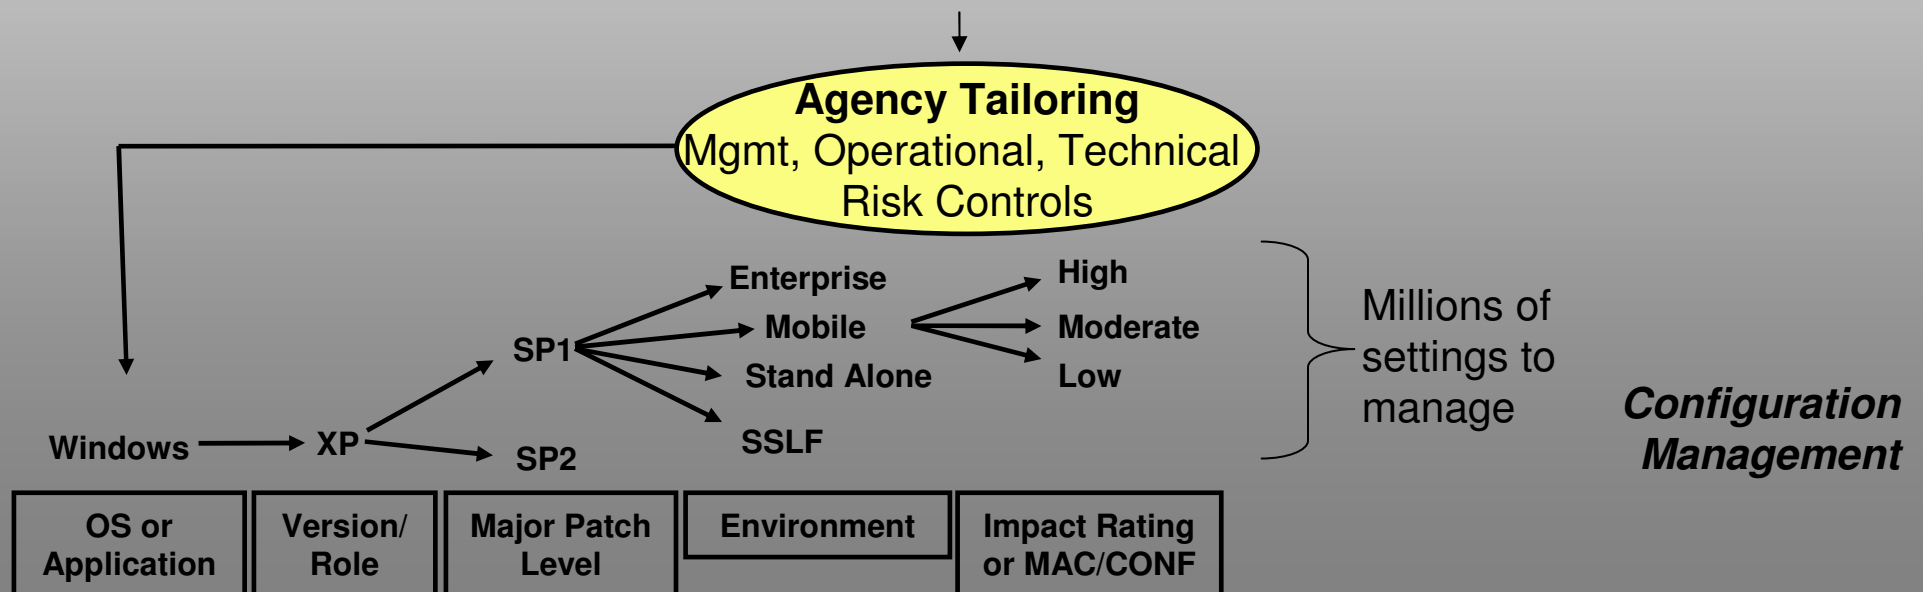 Agency Tailoring
Mgmt, Operational, Technical
Risk Controls
Enterprise
High
Mobile
Moderate
SP1
Stand Alone
Low
Millions of
settings to
manage
Configuration
Management
Windows
XP
SP2
SSLF
OS or
Application
Version/
Role
Major Patch
Level
Environment
Impact Rating
or MAC/CONF